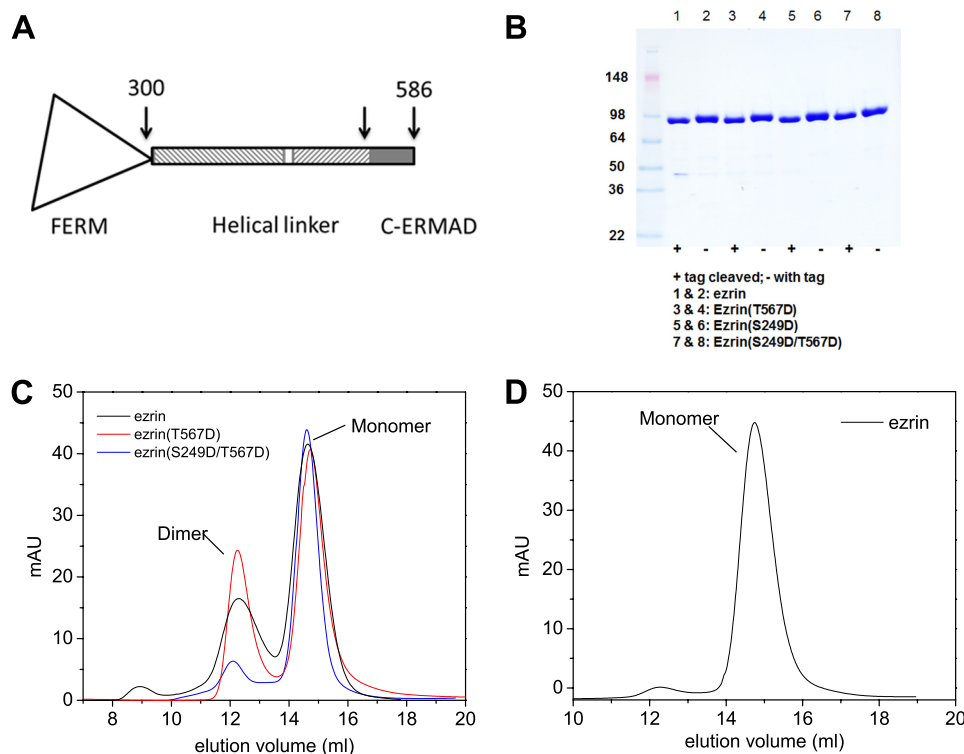 A
300
586
FERM
Helical linker
C-ERMAD
B
1 2 3 4 5 6 7 8
148
98
64
50
36
22
+ - + - + - + -
+ tag cleaved; - with tag
1 & 2: ezrin
3 & 4: Ezrin(T567D)
5 & 6: Ezrin(S249D)
7 & 8: Ezrin(S249D/T567D)
C
50
40
30
20
10
0
mAU
ezrin
ezrin(T567D)
ezrin(S249D/T567D)
Monomer
Dimer
8 10 12 14 16 18 20
elution volume (ml)
D
50
40
30
20
10
0
mAU
Monomer
ezrin
10 12 14 16 18 20
elution volume (ml)